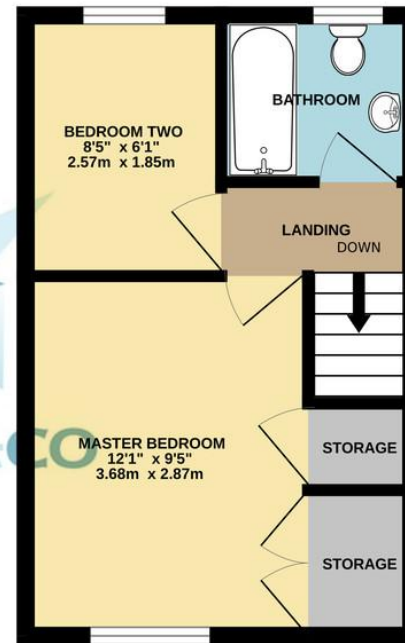 BEDROOM TWO
8'5" x 6'1"
2.57m x 1.85m
BATHROOM
LANDING
DOWN
MASTER BEDROOM
12'1" x 9'5"
3.68m x 2.87m
STORAGE
STORAGE